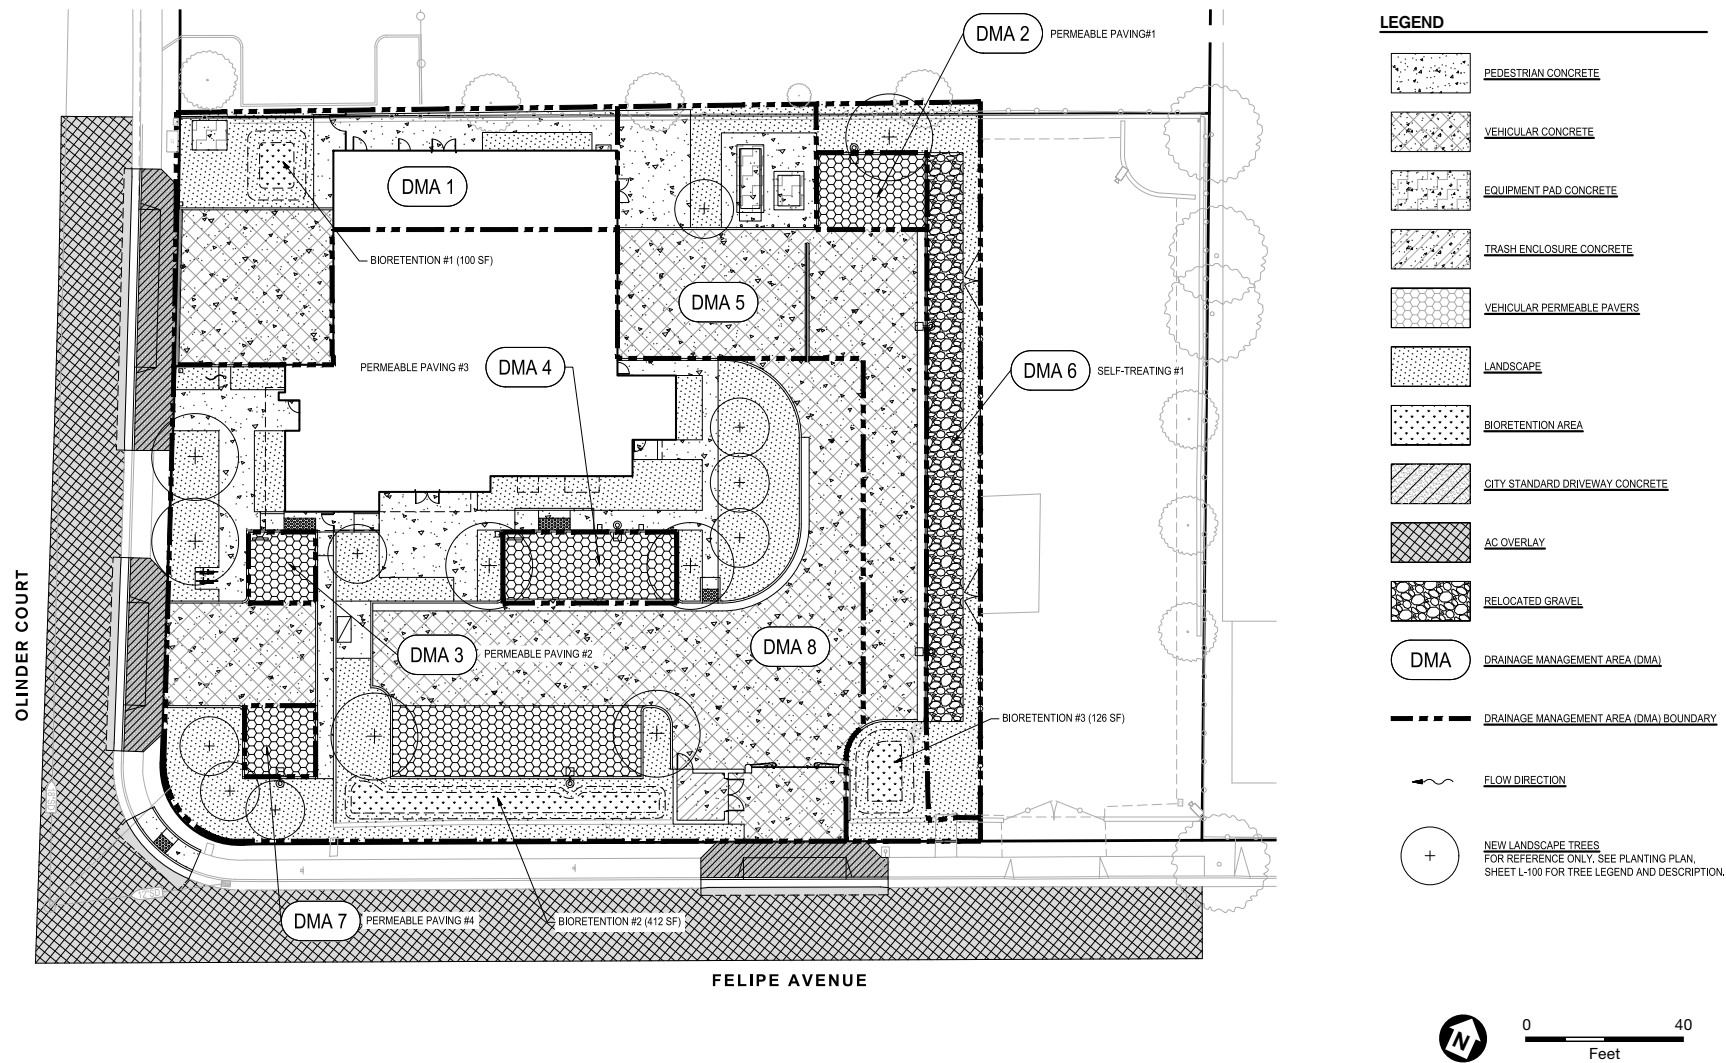 DMA 2
PERMEABLE PAVING#1
DMA 1
BIORETENTION #1 (100 SF)
DMA 5
PERMEABLE PAVING #3
DMA 4
DMA 6
SELF-TREATING #1
DMA 3
PERMEABLE PAVING #2
DMA 8
BIORETENTION #3 (126 SF)
DMA 7
PERMEABLE PAVING #4
BIORETENTION #2 (412 SF)
OLINDER COURT
FELIPE AVENUE
LEGEND
PEDESTRIAN CONCRETE
VEHICULAR CONCRETE
EQUIPMENT PAD CONCRETE
TRASH ENCLOSURE CONCRETE
VEHICULAR PERMEABLE PAVERS
LANDSCAPE
BIORETENTION AREA
CITY STANDARD DRIVEWAY CONCRETE
AC OVERLAY
RELOCATED GRAVEL
DMA
DRAINAGE MANAGEMENT AREA (DMA)
DRAINAGE MANAGEMENT AREA (DMA) BOUNDARY
FLOW DIRECTION
NEW LANDSCAPE TREES
FOR REFERENCE ONLY. SEE PLANTING PLAN,
SHEET L-100 FOR TREE LEGEND AND DESCRIPTION.
N
0 40
Feet